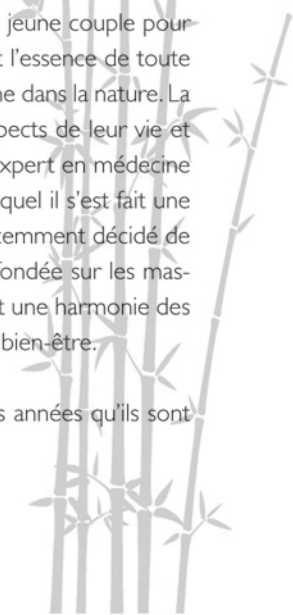 jeune couple pour
t l'essence de toute
ne dans la nature. La
pects de leur vie et
xpert en médecine
quel il s'est fait une
emment décidé de
ondée sur les mas-
t une harmonie des
bien-être.
s années qu'ils sont